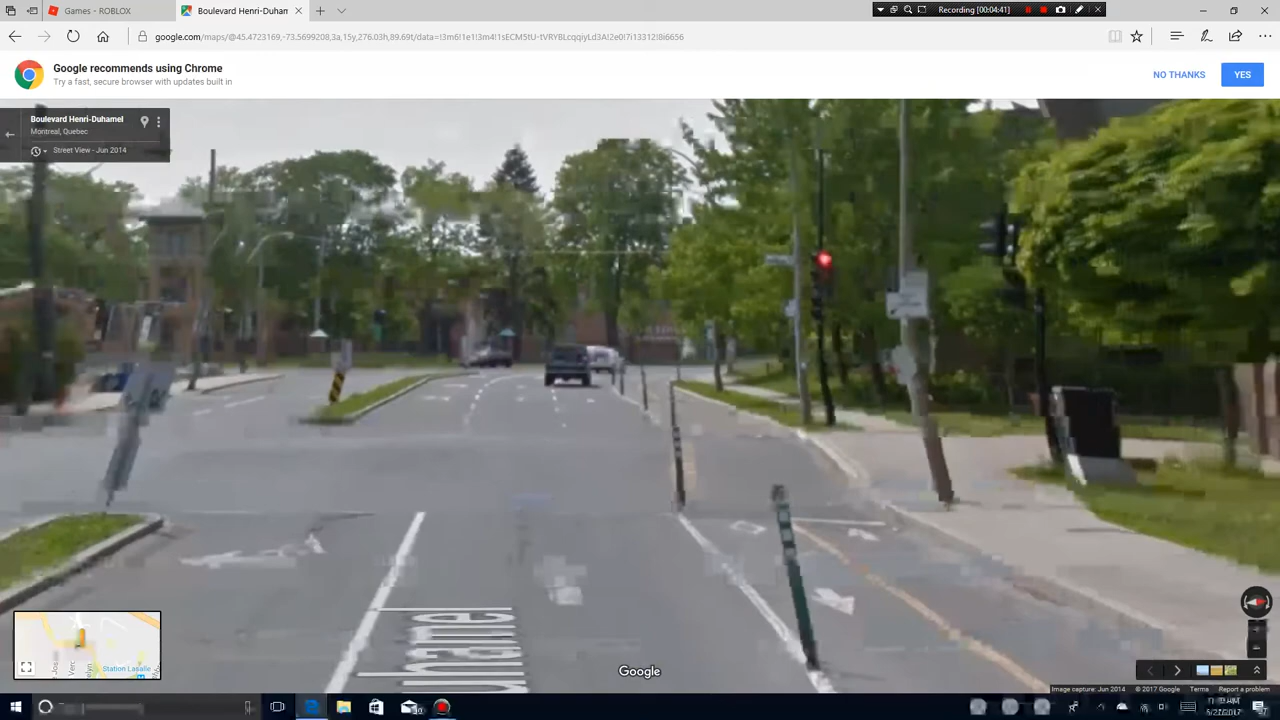 Games - ROBLOX
Boulevard Henri-Duham
Recording [00:04:41]
google.com/maps/@45.4723169,-73.5699208,3a,15y,276.03h,89.69t/data=!3m6!1e1!3m4!1sECM5tU-tVRYBLcqqiyLd3A!2e0!7i13312!8i6656
Google recommends using Chrome
Try a fast, secure browser with updates built in
NO THANKS
YES
Boulevard Henri-Duhamel
Montreal, Quebec
Street View - Jun 2014
Station Lasalle
Google
Image capture: Jun 2014 © 2017 Google Terms Report a problem